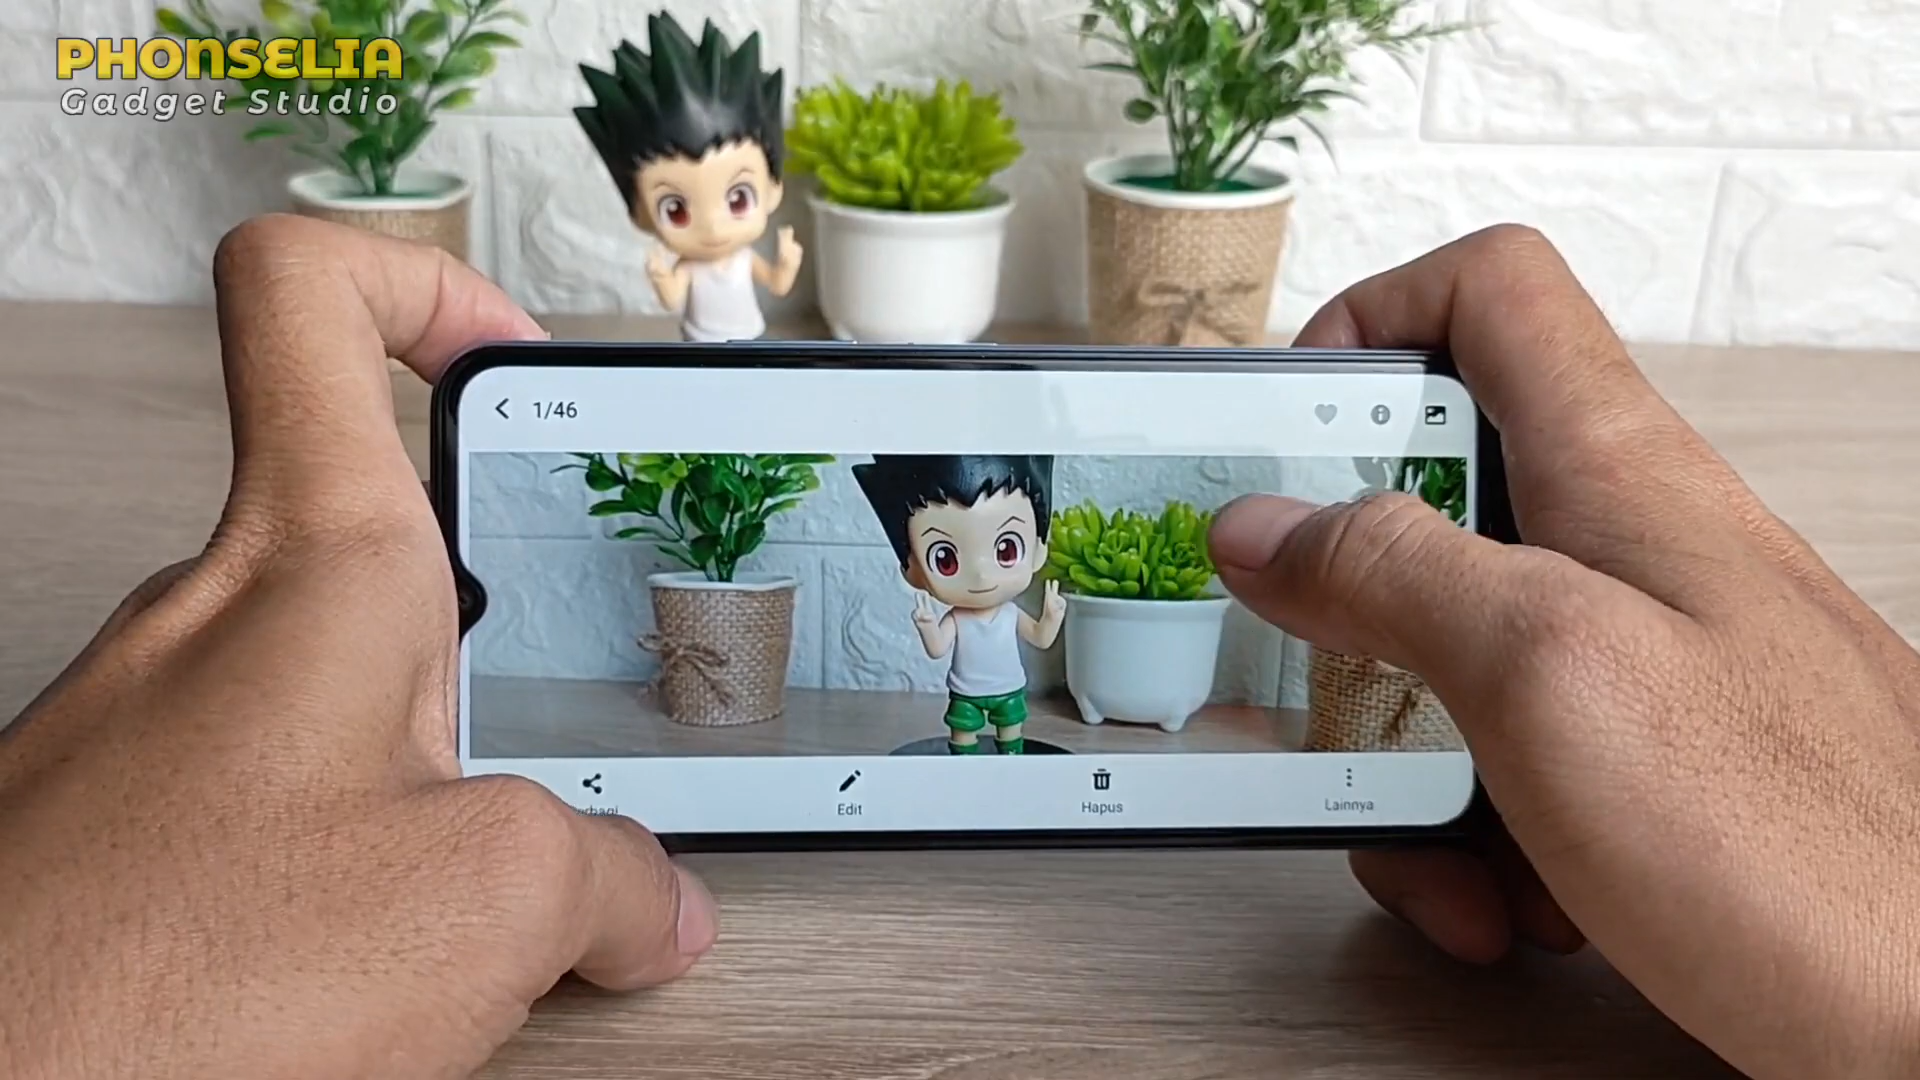 PHONSELIA
Gadget Studio
1/46
Edit
Hapus
Lainnya